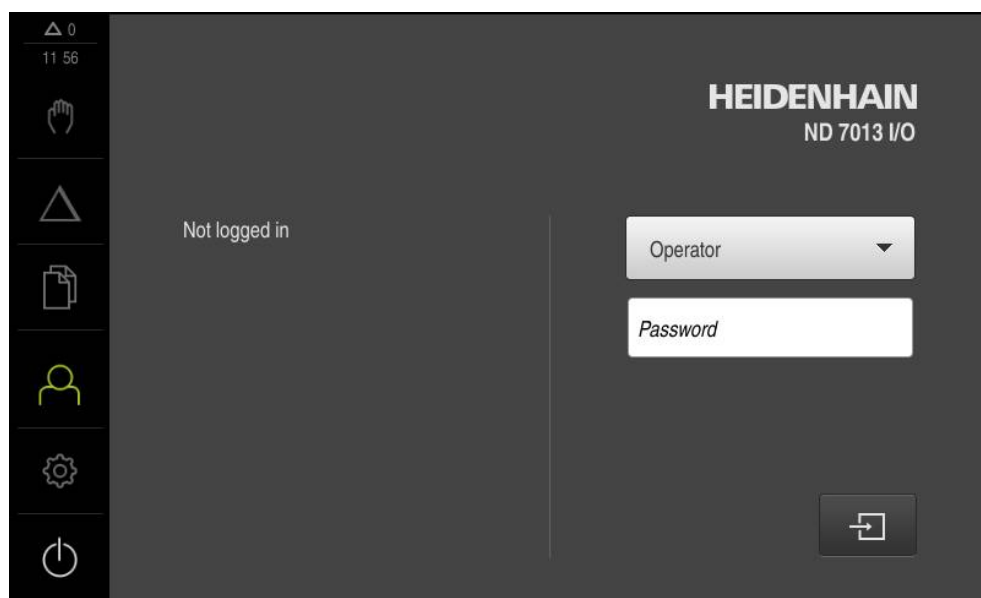 0
11 56
HEIDENHAIN
ND 7013 I/O
Not logged in
Operator
Password